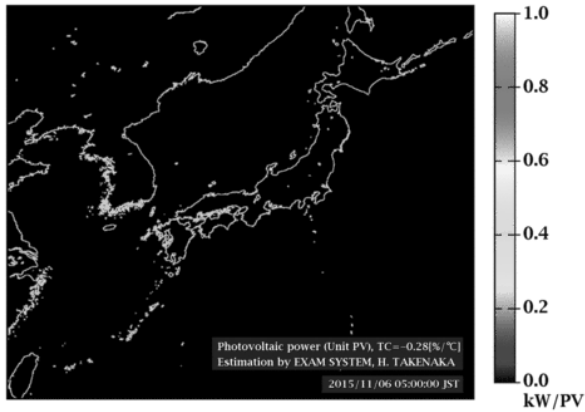 1.0
0.8
0.6
0.4
0.2
0.0
kW/PV
Photovoltaic power (Unit PV), TC=−0.28[%/℃]
Estimation by EXAM SYSTEM, H. TAKENAKA
2015/11/06 05:00:00 JST